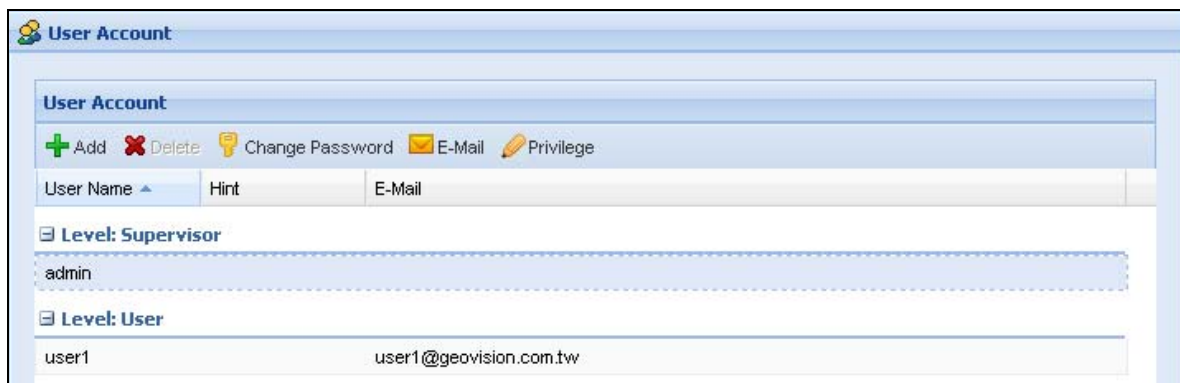 User Account
User Account
Add Delete Change Password E-Mail Privilege
User Name Hint E-Mail
Level: Supervisor
admin
Level: User
user1 user1@geovision.com.tw